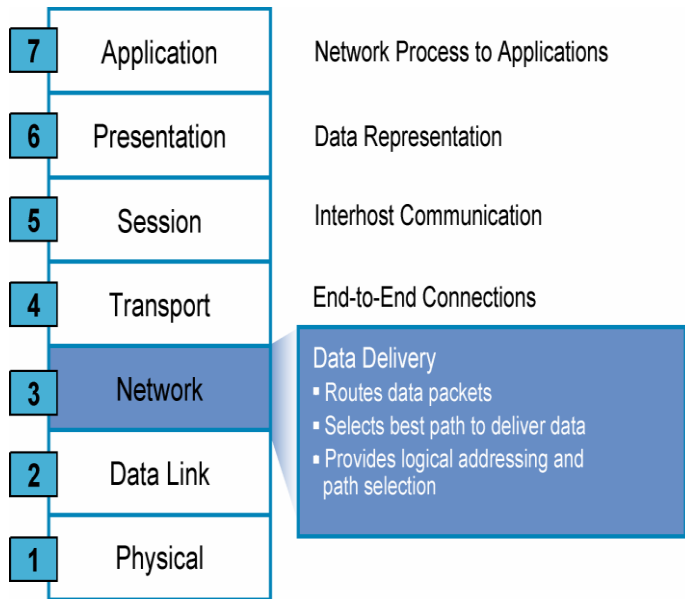 7 Application Network Process to Applications
6 Presentation Data Representation
5 Session Interhost Communication
4 Transport End-to-End Connections
3 Network
Data Delivery
▪ Routes data packets
▪ Selects best path to deliver data
▪ Provides logical addressing and
path selection
2 Data Link
1 Physical